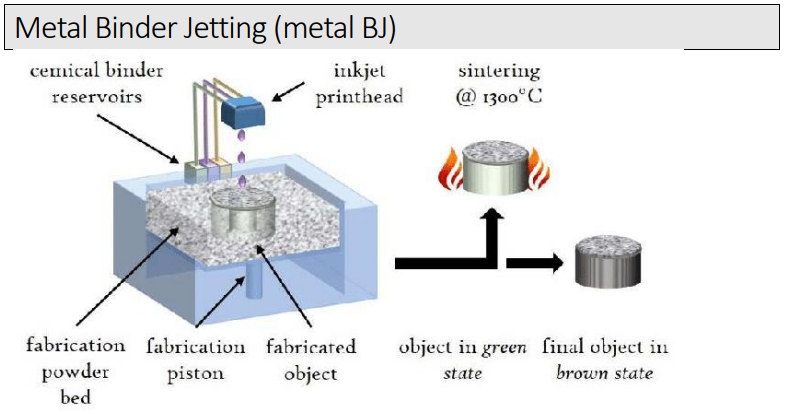 Metal Binder Jetting (metal BJ)
cemical binder
reservoirs
inkjet
printhead
sintering
@ 1300°C
fabrication
powder
bed
fabrication
piston
fabricated
object
object in green
state
final object in
brown state